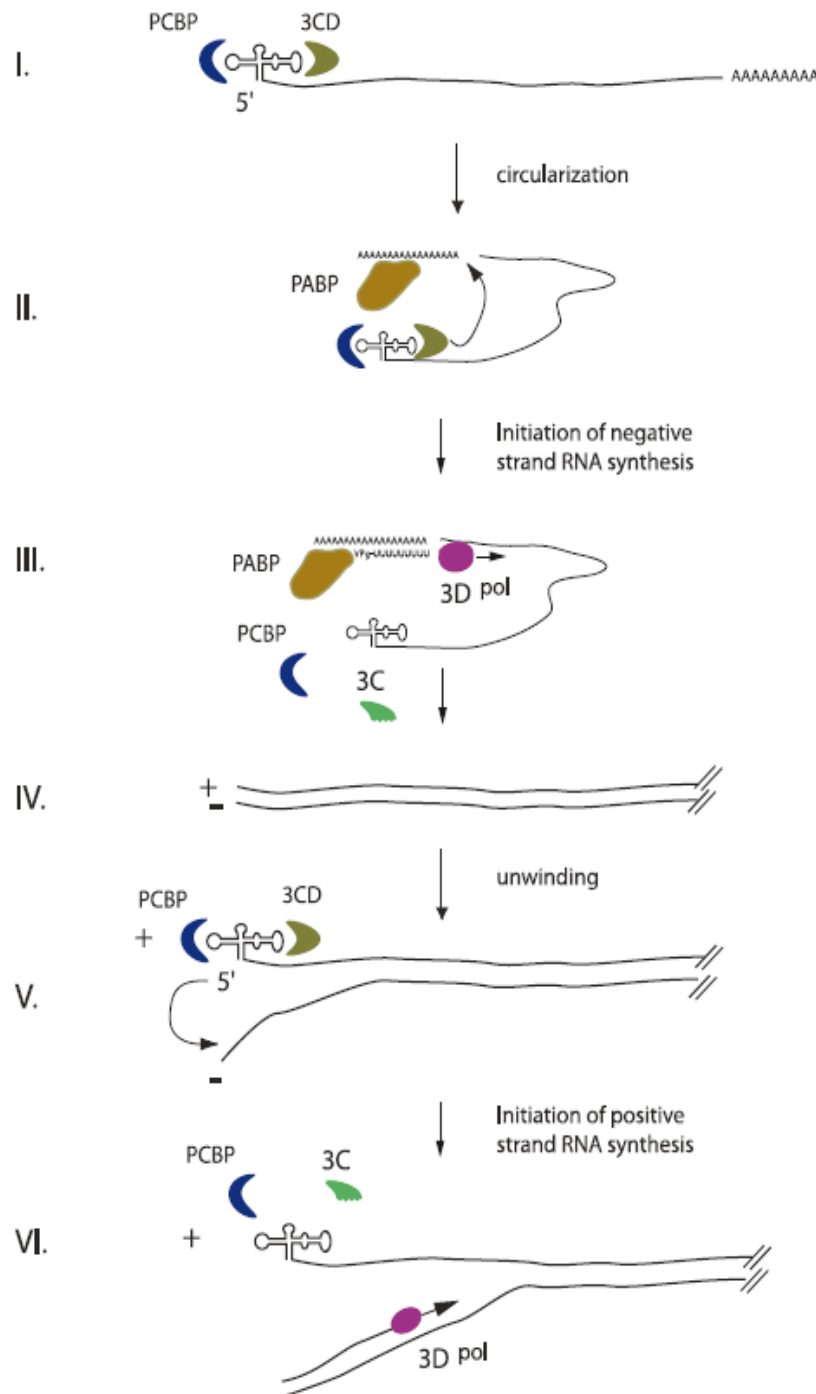 PCBP 3CD
I.
5'
AAAAAAAAA
circularization
AAAAAAAAAAAAAAAAA
PABP
II.
Initiation of negative
strand RNA synthesis
AAAAAAAAAAAAAAAAAA
VPg-UUUUUUUUU
III.
PABP
3D pol
PCBP
3C
IV.
+
-
unwinding
PCBP 3CD
+
5'
V.
-
Initiation of positive
strand RNA synthesis
PCBP 3C
VI.
+
3D pol